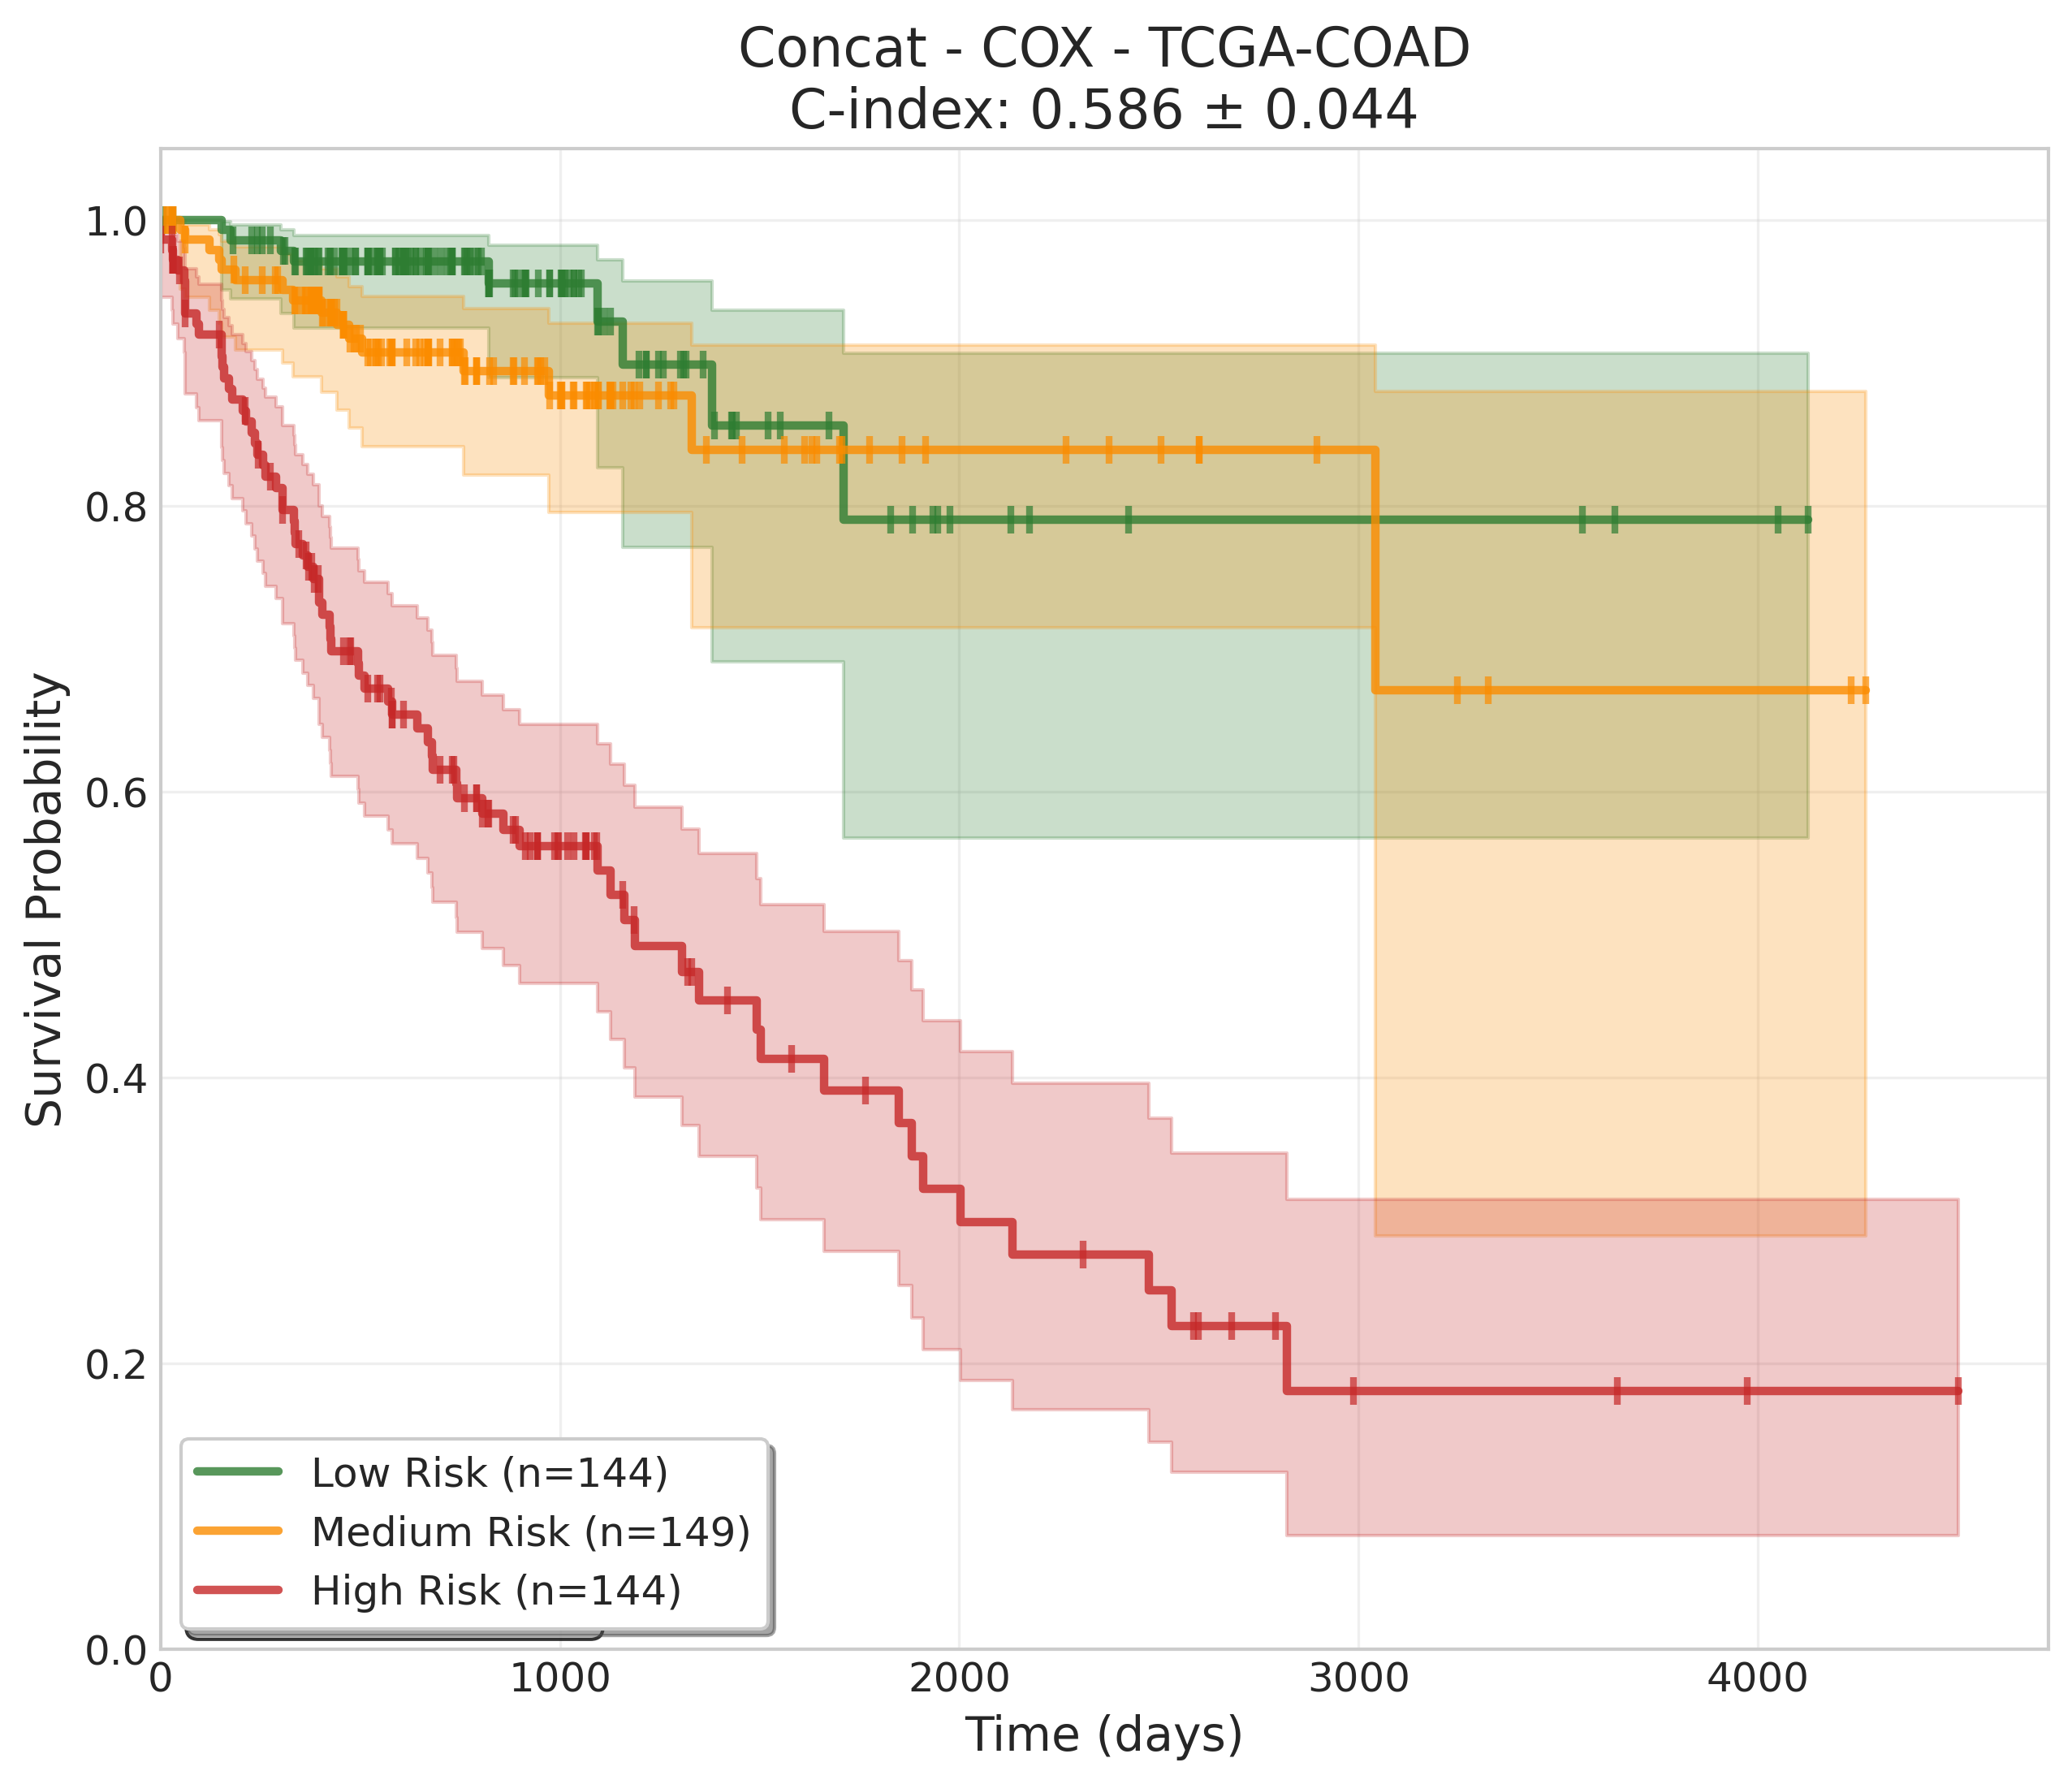 Concat - COX - TCGA-COAD
C-index: 0.586 ± 0.044
Survival Probability
1.0
0.8
0.6
0.4
0.2
0.0
Low Risk (n=144)
Medium Risk (n=149)
High Risk (n=144)
0
1000
2000
3000
4000
Time (days)